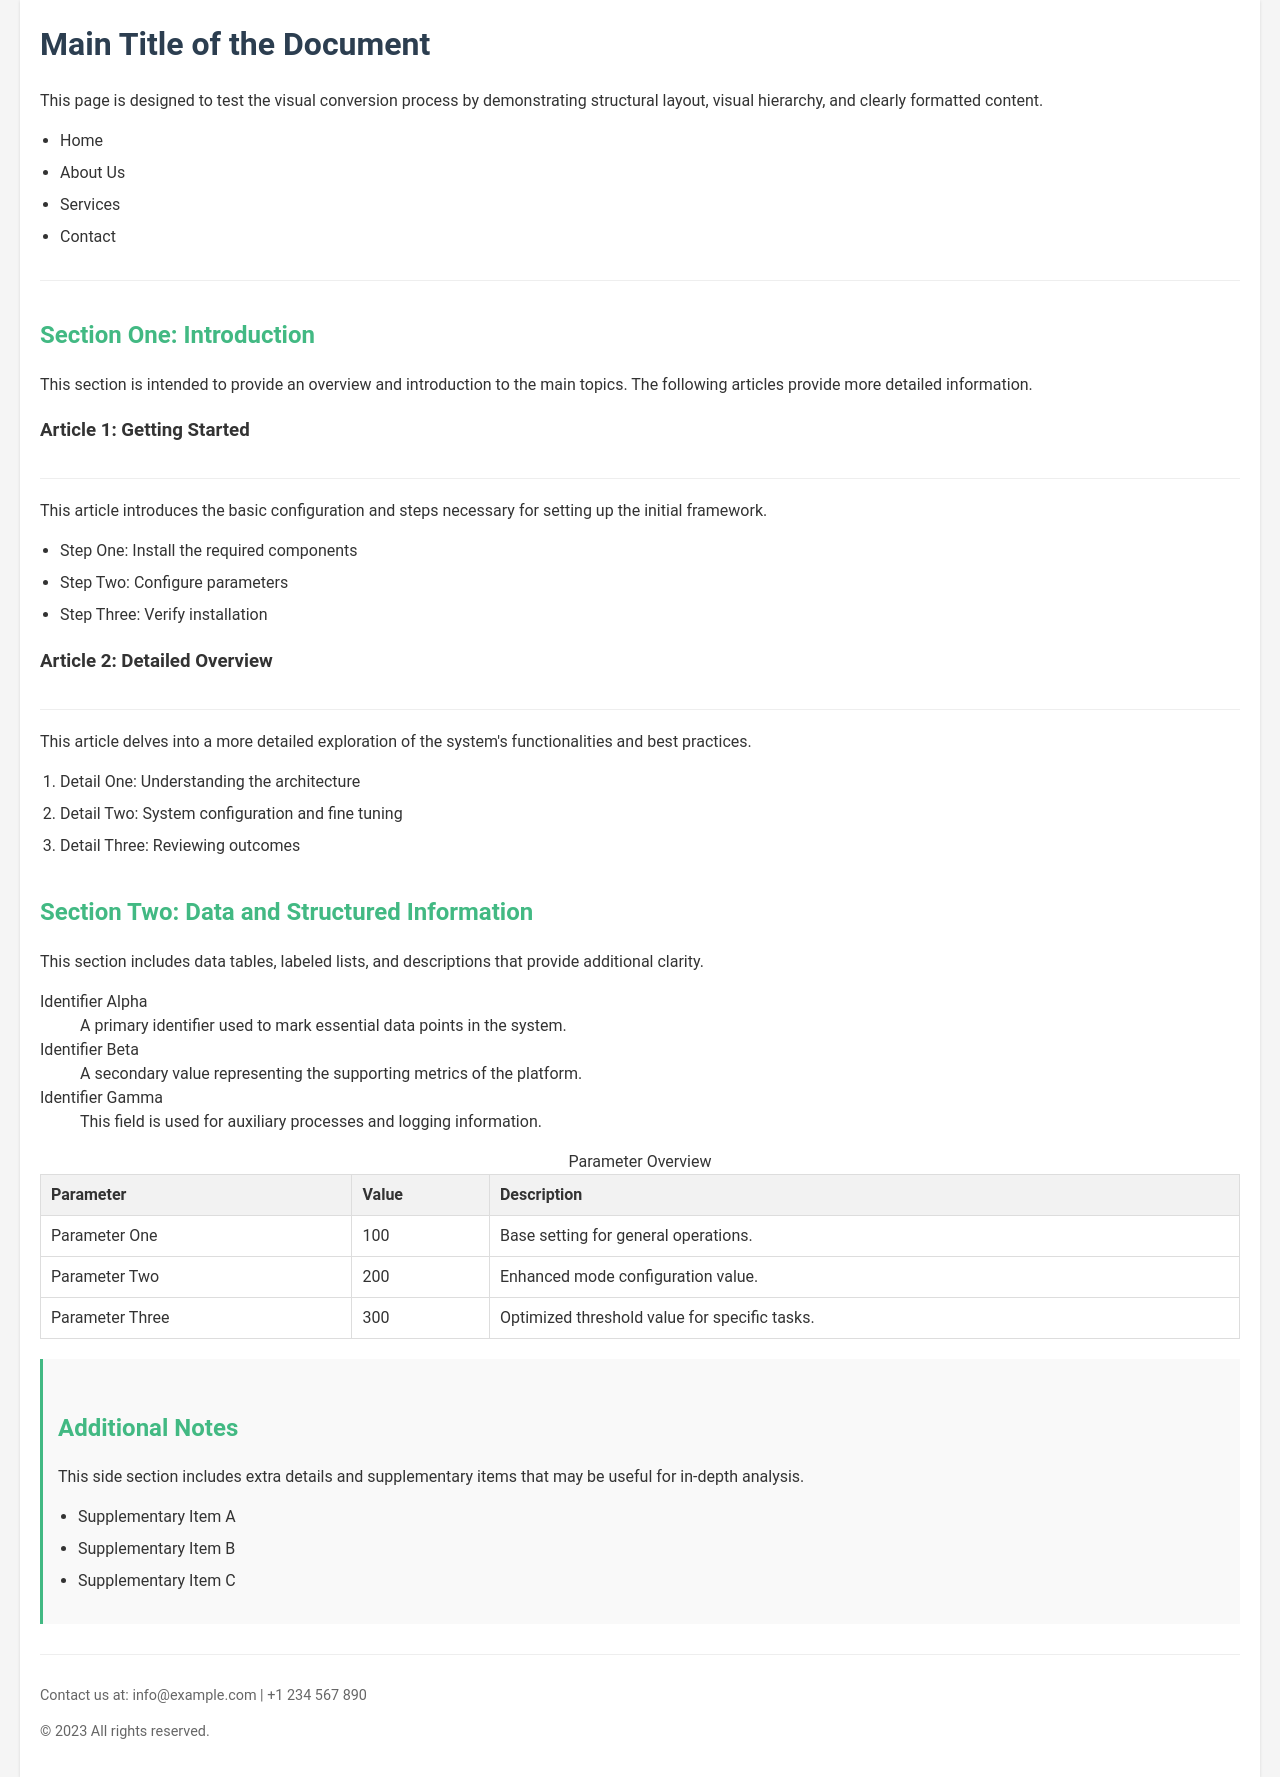 Main Title of the Document
This page is designed to test the visual conversion process by demonstrating structural layout, visual hierarchy, and clearly formatted content.
• Home
• About Us
• Services
• Contact
Section One: Introduction
This section is intended to provide an overview and introduction to the main topics. The following articles provide more detailed information.
Article 1: Getting Started
This article introduces the basic configuration and steps necessary for setting up the initial framework.
• Step One: Install the required components
• Step Two: Configure parameters
• Step Three: Verify installation
Article 2: Detailed Overview
This article delves into a more detailed exploration of the system's functionalities and best practices.
1. Detail One: Understanding the architecture
2. Detail Two: System configuration and fine tuning
3. Detail Three: Reviewing outcomes
Section Two: Data and Structured Information
This section includes data tables, labeled lists, and descriptions that provide additional clarity.
Identifier Alpha
A primary identifier used to mark essential data points in the system.
Identifier Beta
A secondary value representing the supporting metrics of the platform.
Identifier Gamma
This field is used for auxiliary processes and logging information.
Parameter Overview
Parameter Value Description
Parameter One 100 Base setting for general operations.
Parameter Two 200 Enhanced mode configuration value.
Parameter Three 300 Optimized threshold value for specific tasks.
Additional Notes
This side section includes extra details and supplementary items that may be useful for in-depth analysis.
• Supplementary Item A
• Supplementary Item B
• Supplementary Item C
Contact us at: info@example.com | +1 234 567 890
© 2023 All rights reserved.